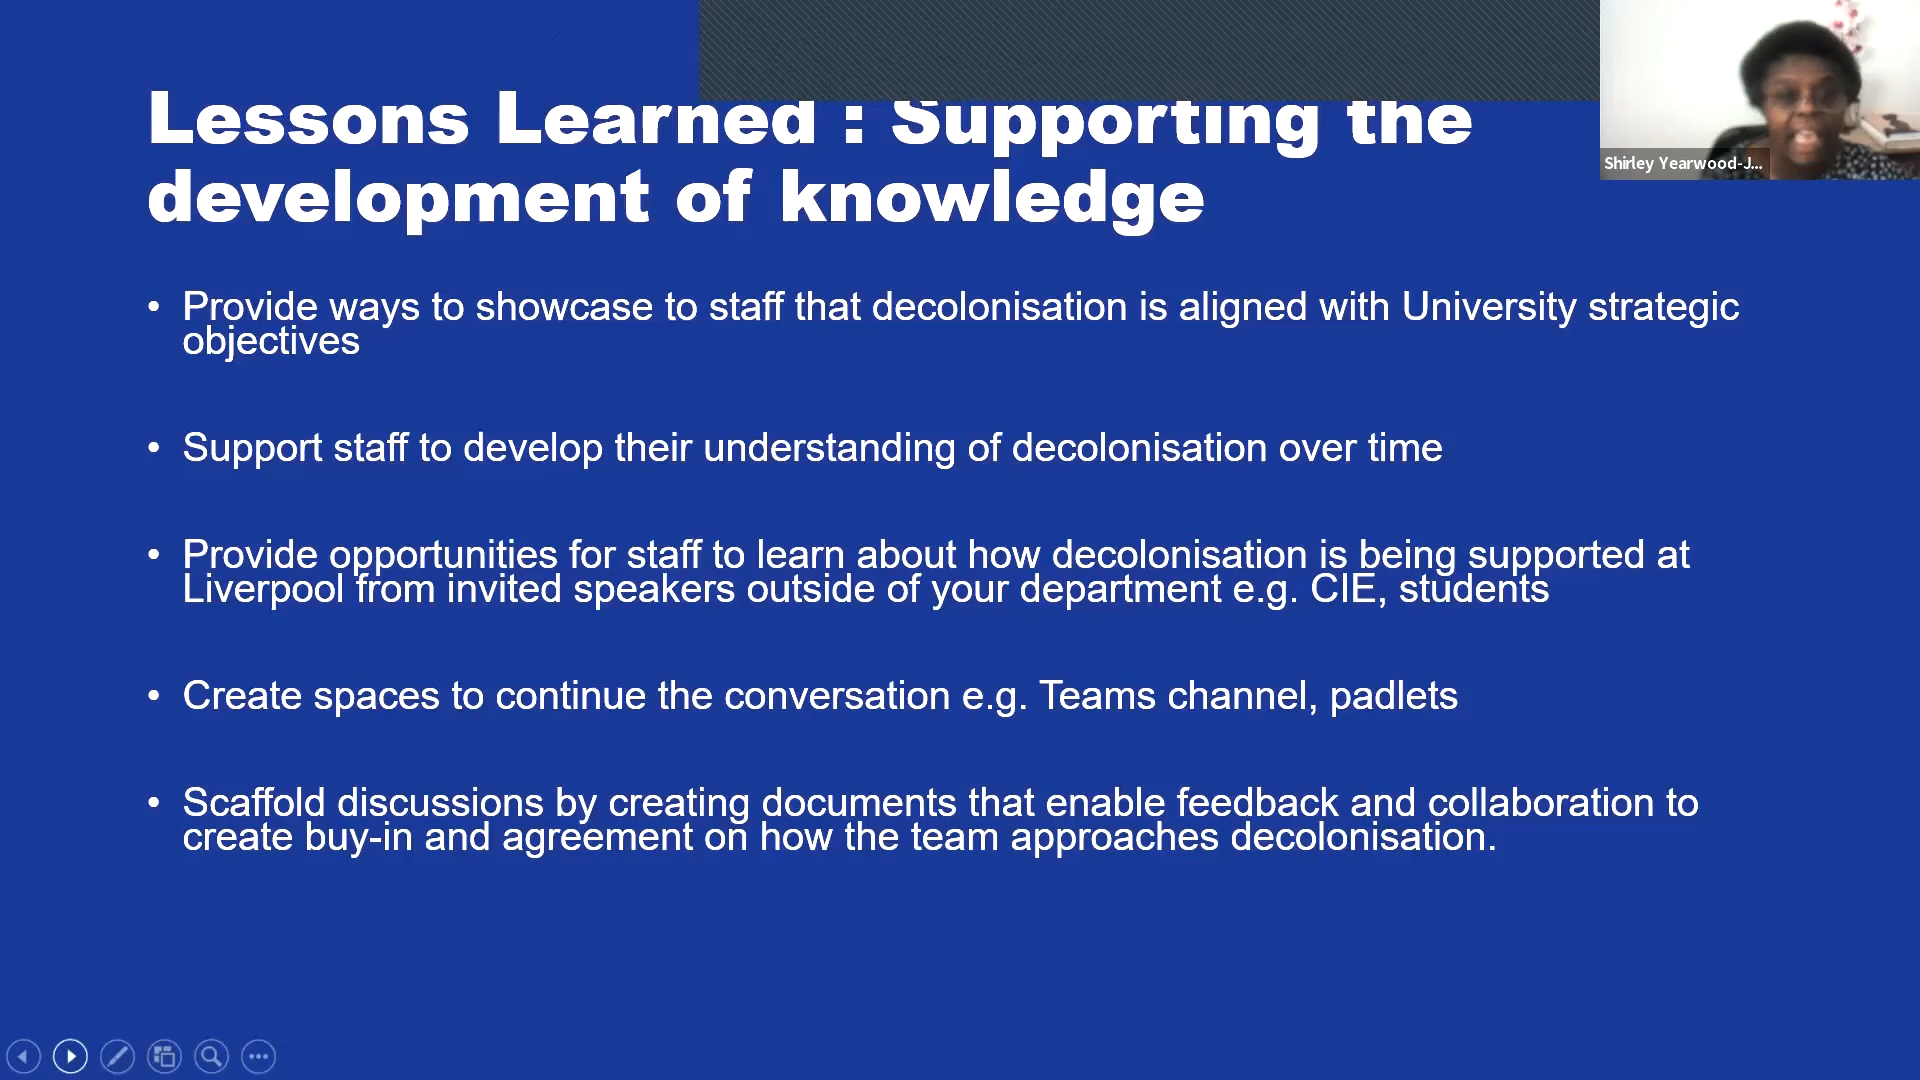 Lessons Learned : Supporting the
development of knowledge
Shirley Yearwood-J...
• Provide ways to showcase to staff that decolonisation is aligned with University strategic
objectives
• Support staff to develop their understanding of decolonisation over time
• Provide opportunities for staff to learn about how decolonisation is being supported at
Liverpool from invited speakers outside of your department e.g. CIE, students
• Create spaces to continue the conversation e.g. Teams channel, padlets
• Scaffold discussions by creating documents that enable feedback and collaboration to
create buy-in and agreement on how the team approaches decolonisation.